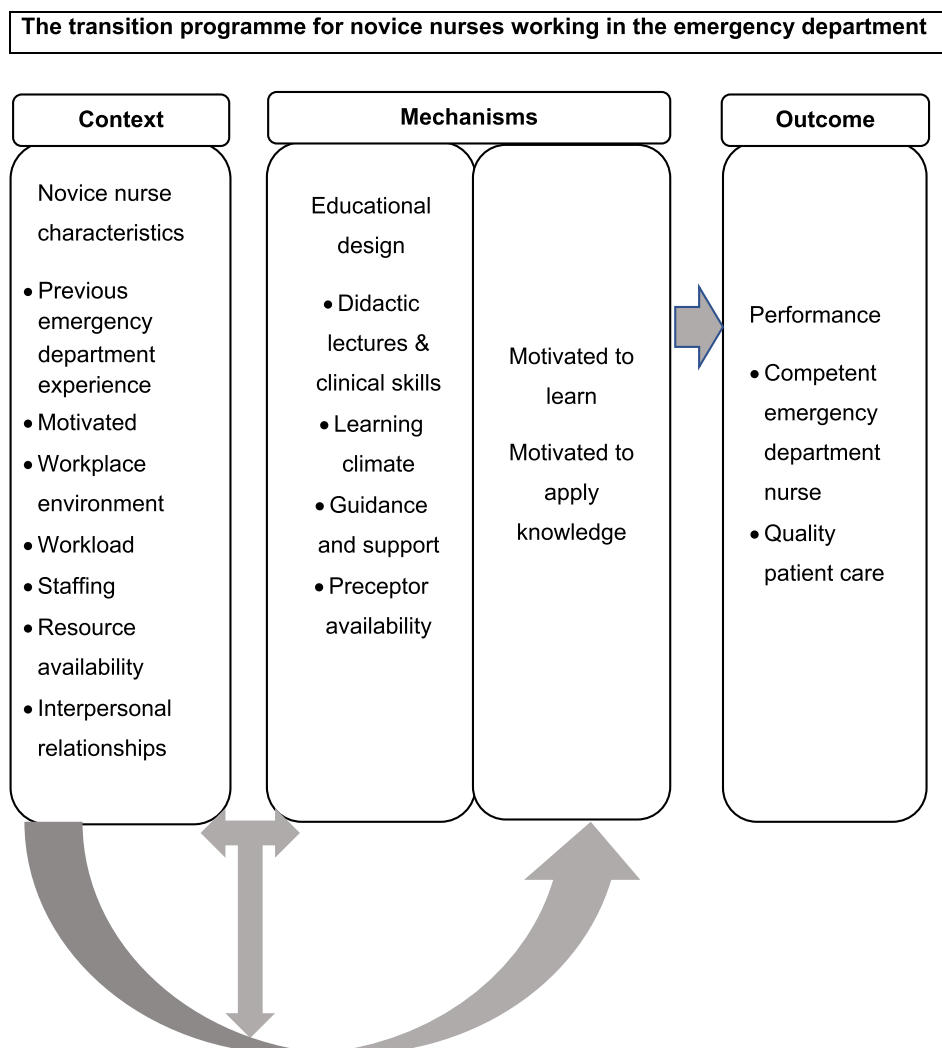 The transition programme for novice nurses working in the emergency department
Context
Novice nurse
characteristics
• Previous
emergency
department
experience
• Motivated
• Workplace
environment
• Workload
• Staffing
• Resource
availability
• Interpersonal
relationships
Mechanisms
Educational
design
• Didactic
lectures &
clinical skills
• Learning
climate
• Guidance
and support
• Preceptor
availability
Motivated to
learn
Motivated to
apply
knowledge
Outcome
Performance
• Competent
emergency
department
nurse
• Quality
patient care